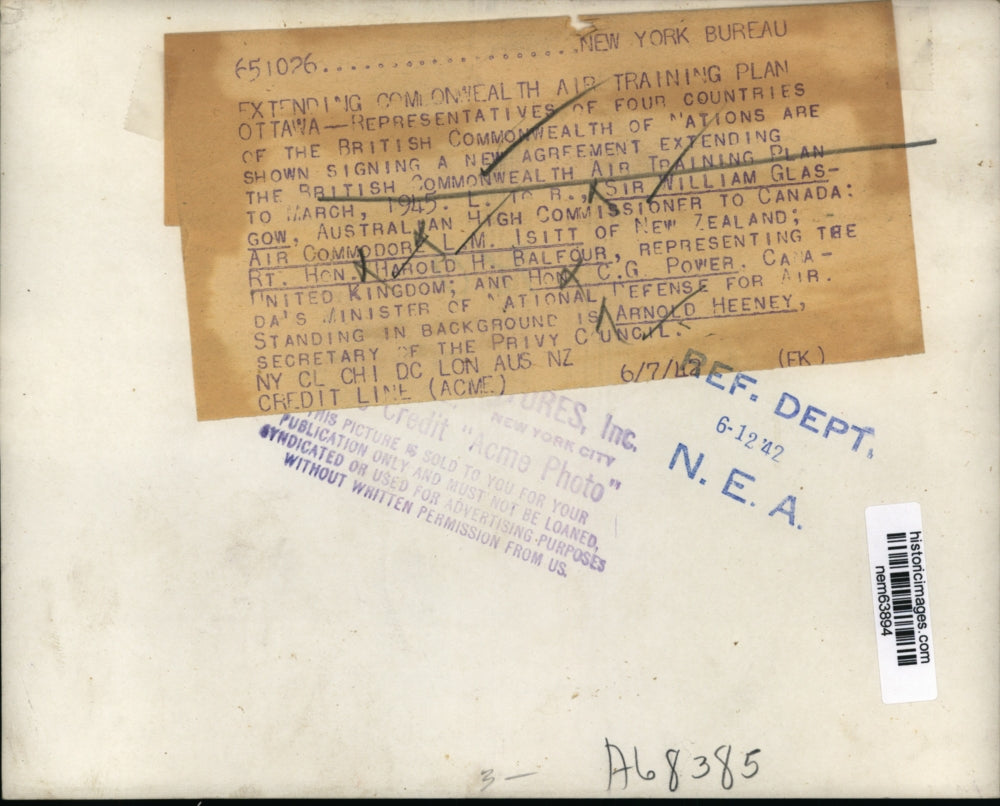 651026....................NEW YORK BUREAU
EXTENDING COMMONWEALTH AIR TRAINING PLAN
OTTAWA—REPRESENTATIVES OF FOUR COUNTRIES
OF THE BRITISH COMMONWEALTH OF NATIONS ARE
SHOWN SIGNING A NEW AGREEMENT EXTENDING
THE BRITISH COMMONWEALTH AIR TRAINING PLAN
TO MARCH, 1945. L. TO R., SIR WILLIAM GLAS-
GOW, AUSTRALIAN HIGH COMMISSIONER TO CANADA:
AIR COMMODORE L.M. ISITT OF NEW ZEALAND;
RT. HON. HAROLD H. BALFOUR, REPRESENTING THE
UNITED KINGDOM; AND HON. C.G. POWER. CANA-
DA'S MINISTER OF NATIONAL DEFENSE FOR AIR.
STANDING IN BACKGROUND IS ARNOLD HEENEY,
SECRETARY OF THE PRIVY COUNCIL.
NY CL CHI DC LON AUS NZ
CREDIT LINE (ACME) 6/7/42 (EK)
REF. DEPT.
6-12 '42
N. E. A.
URES, Inc.
NEW YORK CITY
Credit "Acme Photo"
THIS PICTURE IS SOLD TO YOU FOR YOUR
PUBLICATION ONLY AND MUST NOT BE LOANED,
SYNDICATED OR USED FOR ADVERTISING PURPOSES
WITHOUT WRITTEN PERMISSION FROM US.
historicimages.com
nem63894
3 —
A68385